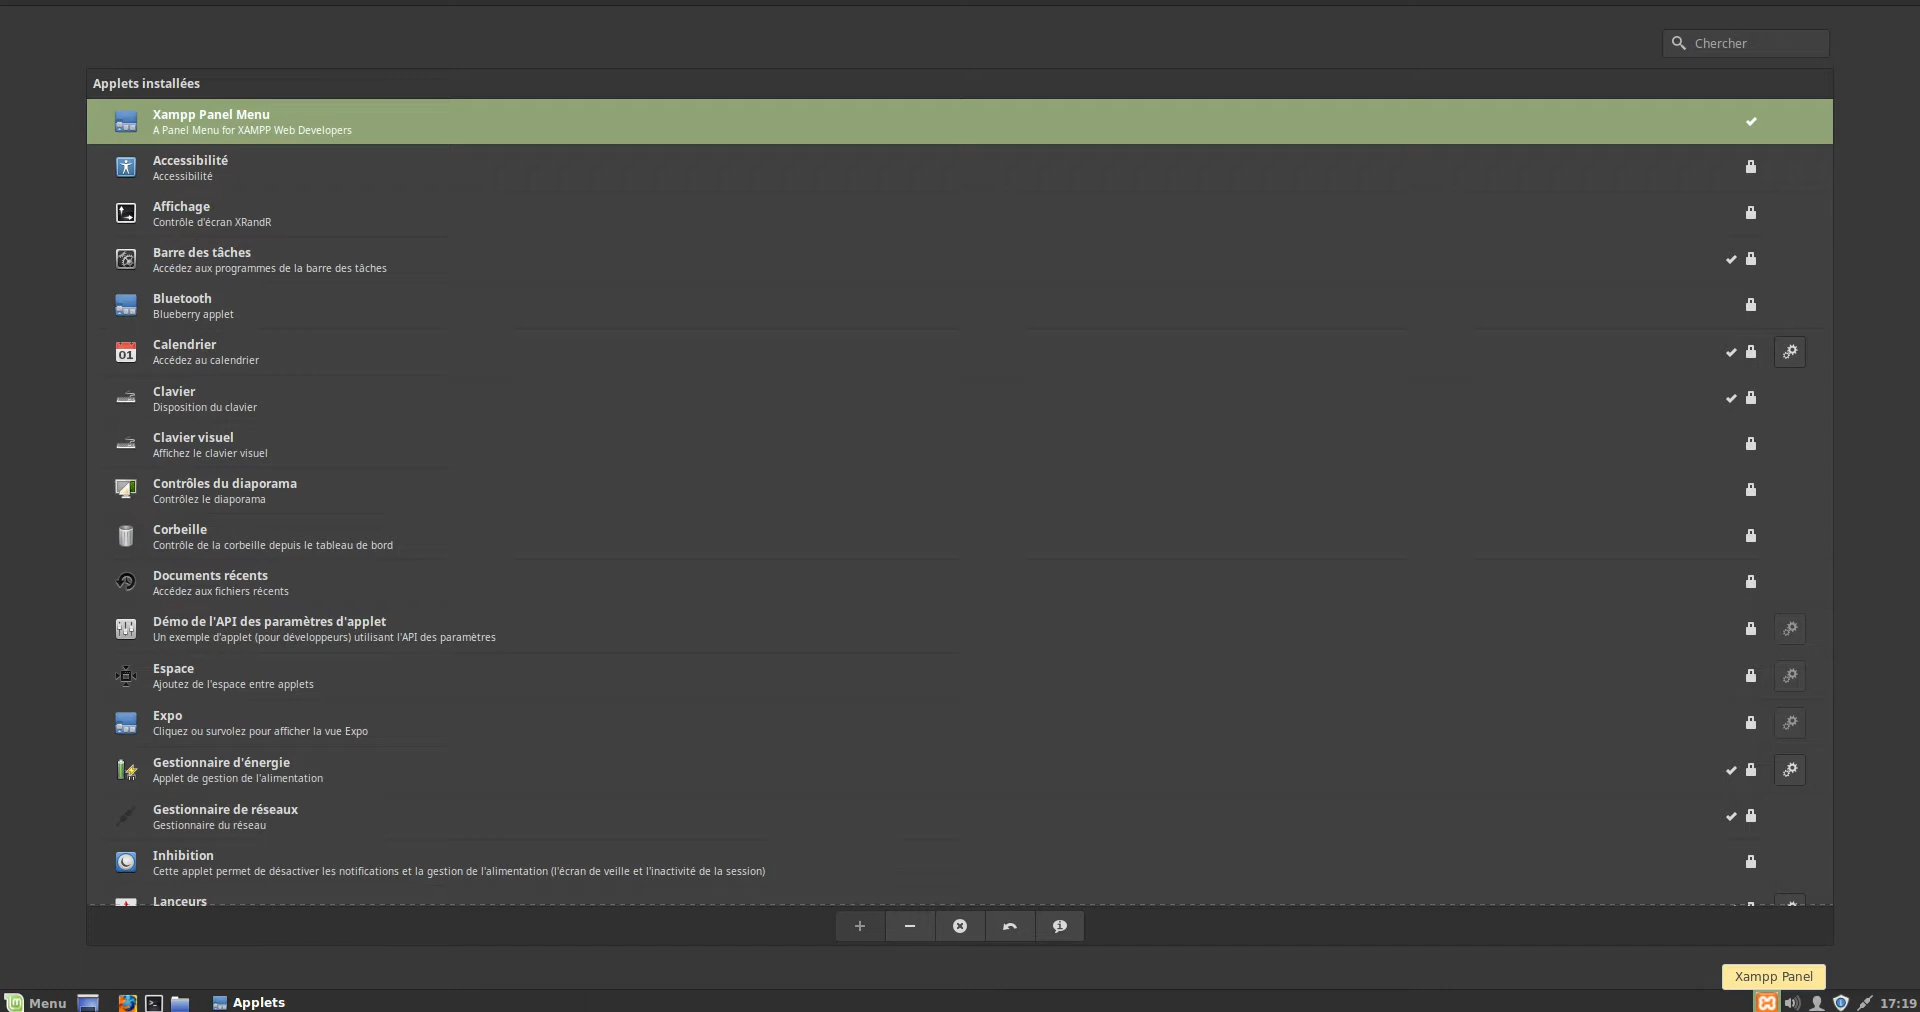 Chercher
Applets installées
Xampp Panel Menu
A Panel Menu for XAMPP Web Developers
Accessibilité
Accessibilité
Affichage
Contrôle d'écran XRandR
Barre des tâches
Accédez aux programmes de la barre des tâches
Bluetooth
Blueberry applet
01
Calendrier
Accédez au calendrier
Clavier
Disposition du clavier
Clavier visuel
Affichez le clavier visuel
Contrôles du diaporama
Contrôlez le diaporama
Corbeille
Contrôle de la corbeille depuis le tableau de bord
Documents récents
Accédez aux fichiers récents
Démo de l'API des paramètres d'applet
Un exemple d'applet (pour développeurs) utilisant l'API des paramètres
Espace
Ajoutez de l'espace entre applets
Expo
Cliquez ou survolez pour afficher la vue Expo
Gestionnaire d'énergie
Applet de gestion de l'alimentation
Gestionnaire de réseaux
Gestionnaire du réseau
Inhibition
Cette applet permet de désactiver les notifications et la gestion de l'alimentation (l'écran de veille et l'inactivité de la session)
Lanceurs
Xampp Panel
Menu
Applets
17:19